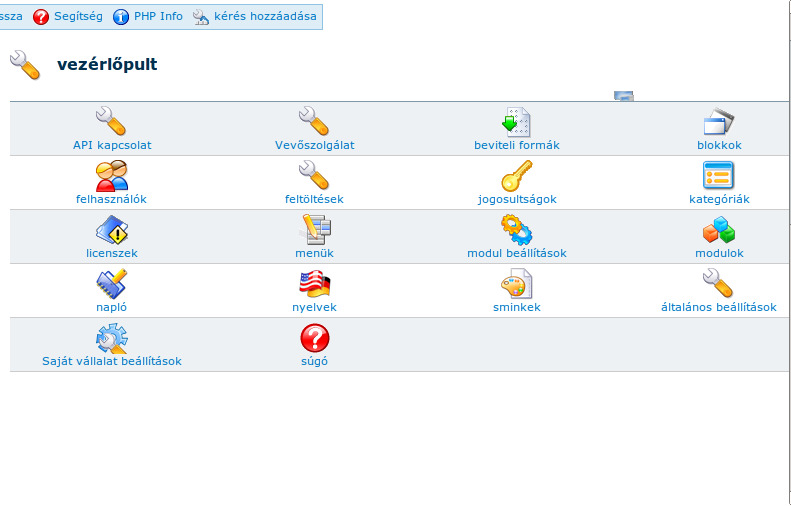 ssza Segítség PHP Info kérés hozzáadása
vezérlőpult
API kapcsolat Vevőszolgálat beviteli formák blokkok
felhasználók feltöltések jogosultságok kategóriák
licenszek menük modul beállítások modulok
napló nyelvek sminkek általános beállítások
Saját vállalat beállítások súgó